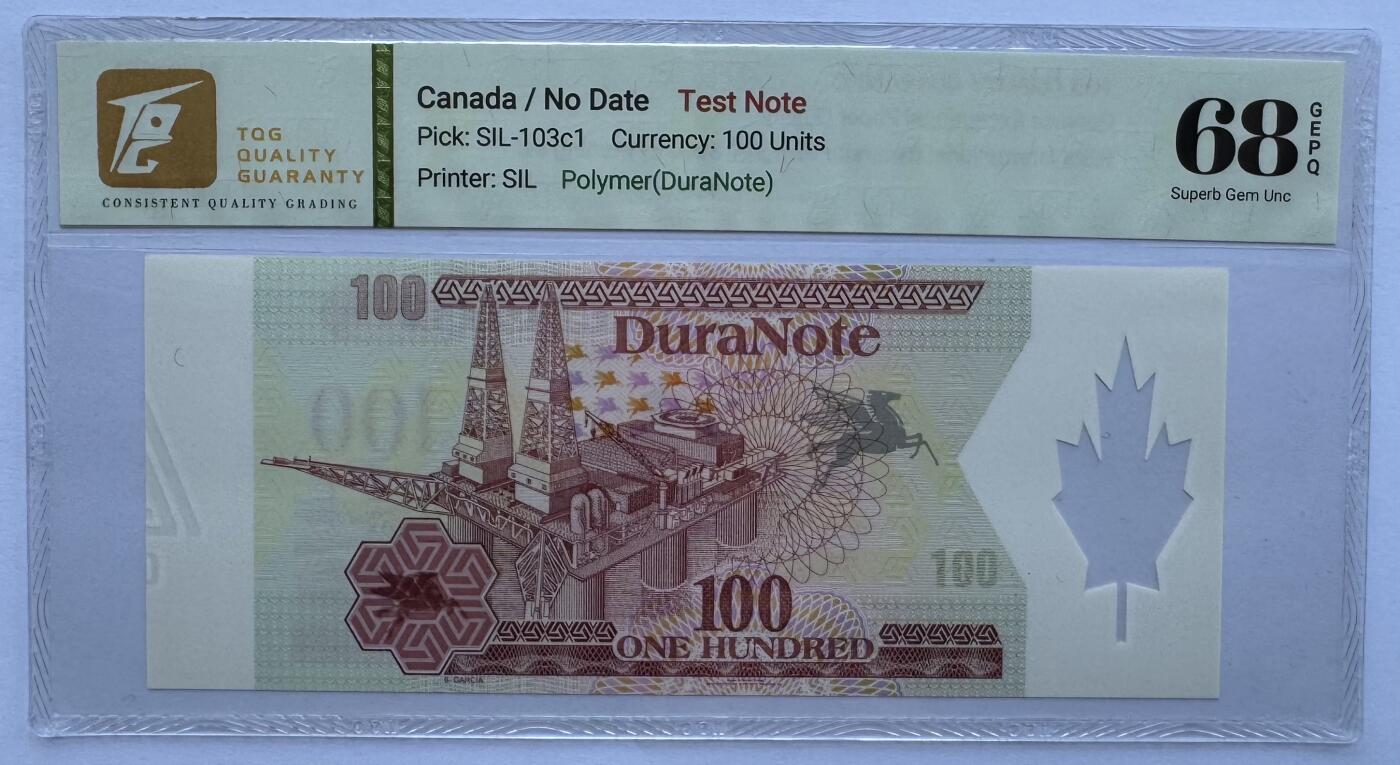 TQG
QUALITY
GUARANTY
CONSISTENT QUALITY GRADING
Canada / No Date Test Note
Pick: SIL-103c1 Currency: 100 Units
Printer: SIL Polymer(DuraNote)
68
GEPQ
Superb Gem Unc
100
DuraNote
100
100
100
ONE HUNDRED
B. GARCIA